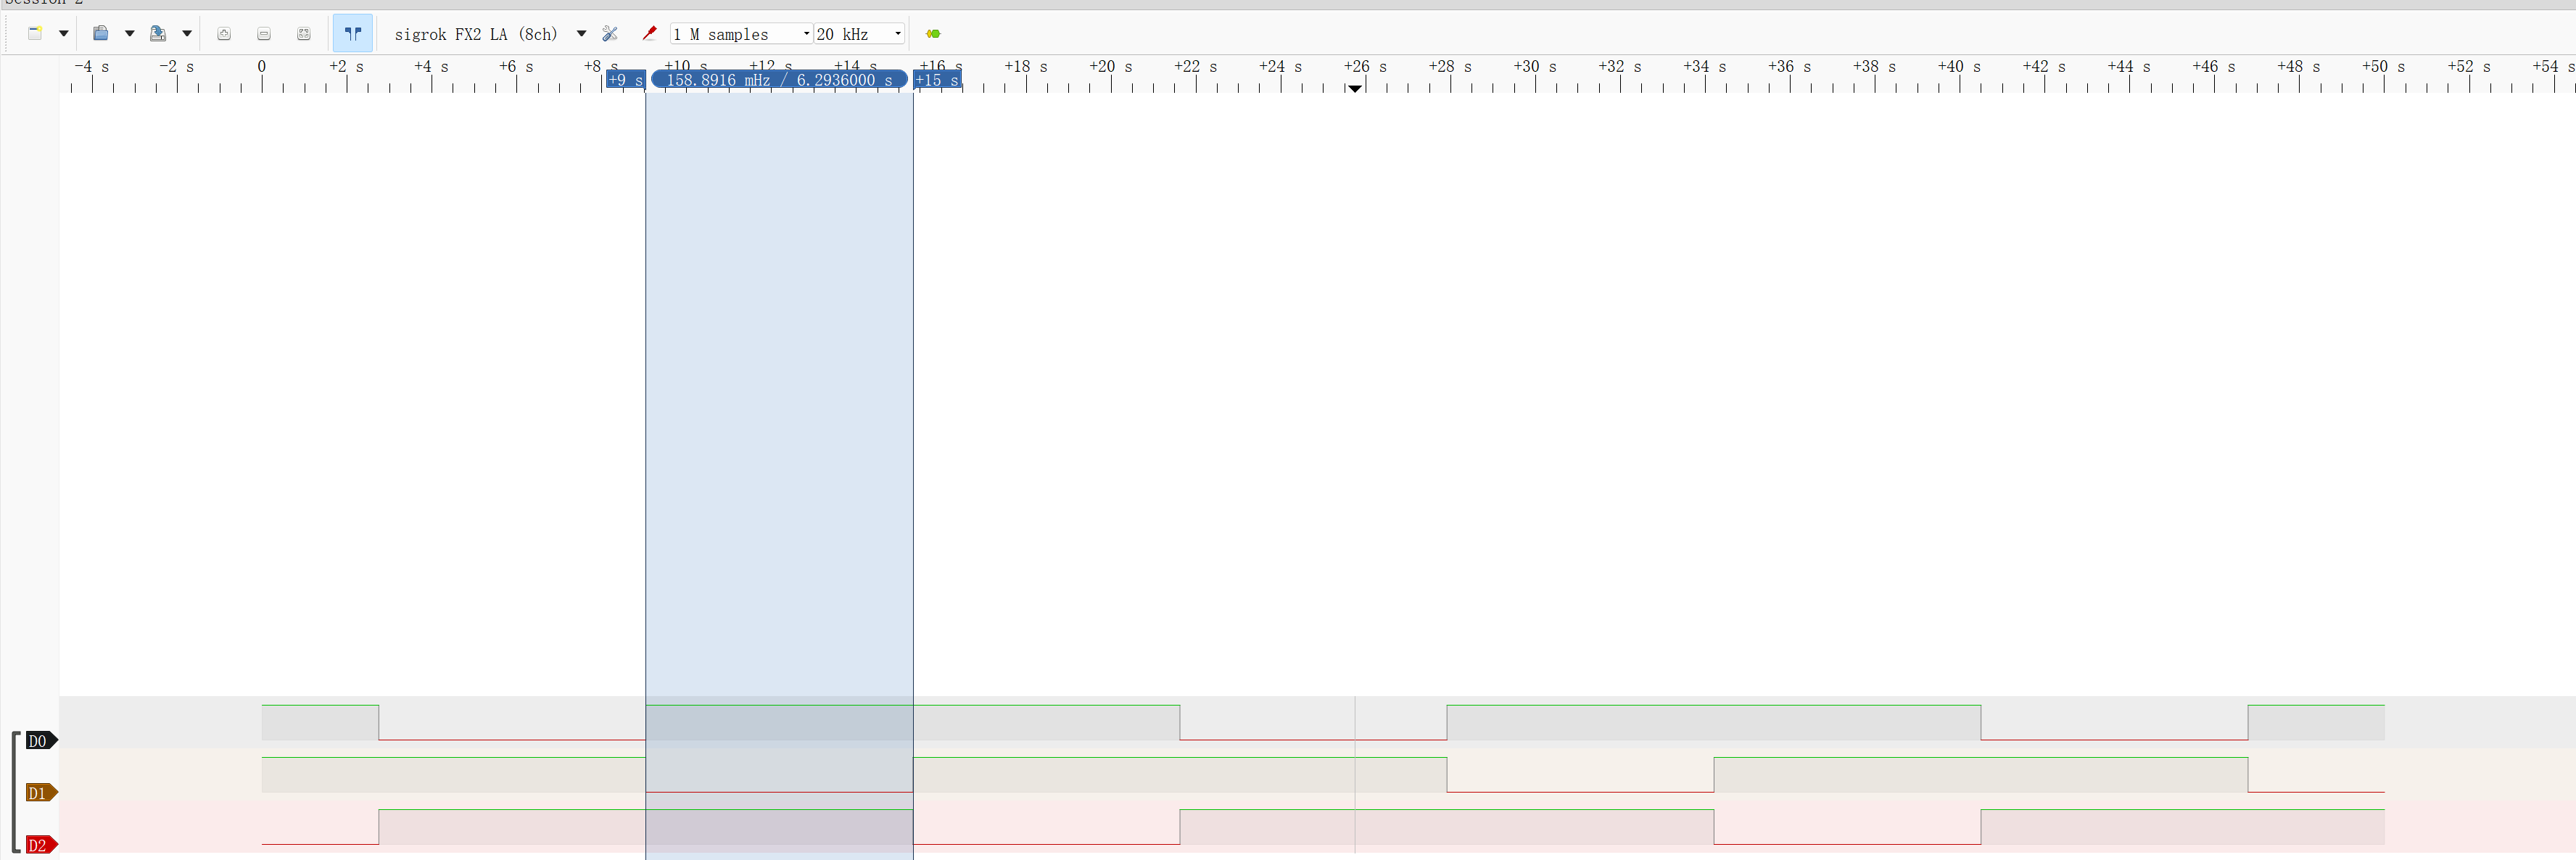 Session 2
sigrok FX2 LA (8ch) 1 M samples 20 kHz
-4 s -2 s 0 +2 s +4 s +6 s +8 s +10 s +12 s +14 s +16 s +18 s +20 s +22 s +24 s +26 s +28 s +30 s +32 s +34 s +36 s +38 s +40 s +42 s +44 s +46 s +48 s +50 s +52 s +54 s
+9 s 158.8916 mHz / 6.2936000 s +15 s
D0
D1
D2